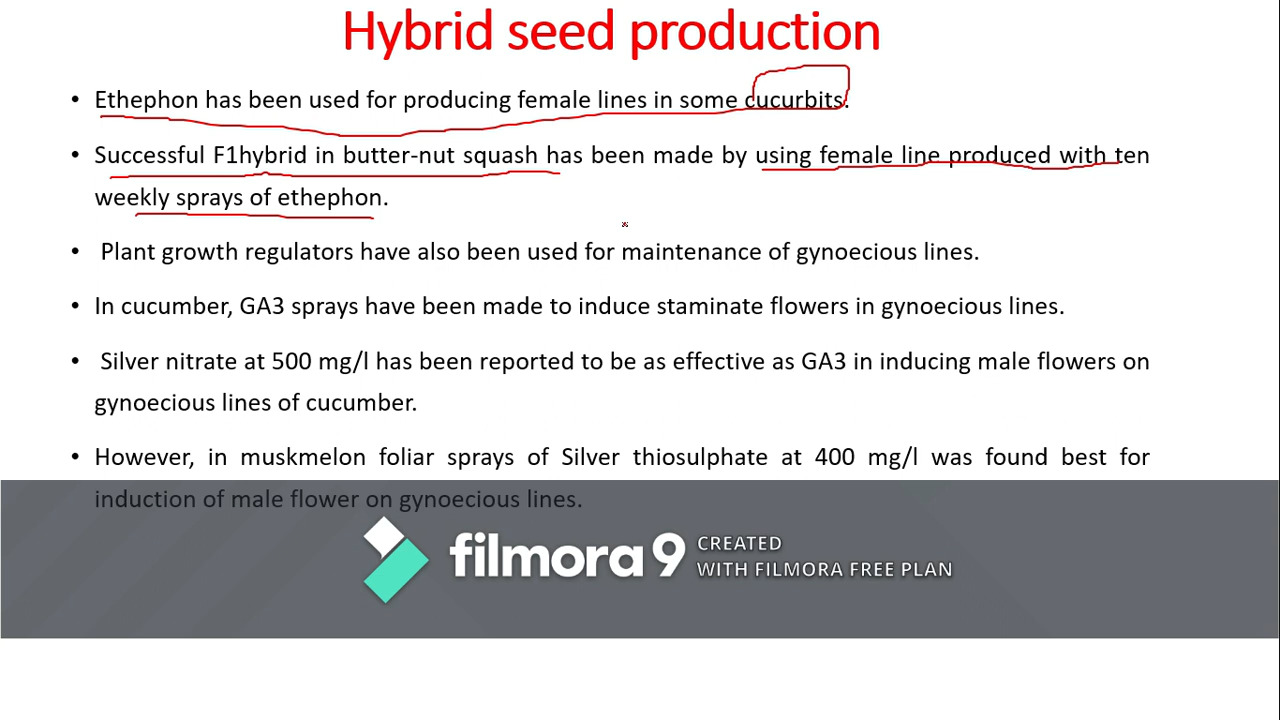 Hybrid seed production
• Ethephon has been used for producing female lines in some cucurbits.
• Successful F1hybrid in butter-nut squash has been made by using female line produced with ten
weekly sprays of ethephon.
• Plant growth regulators have also been used for maintenance of gynoecious lines.
• In cucumber, GA3 sprays have been made to induce staminate flowers in gynoecious lines.
• Silver nitrate at 500 mg/l has been reported to be as effective as GA3 in inducing male flowers on
gynoecious lines of cucumber.
• However, in muskmelon foliar sprays of Silver thiosulphate at 400 mg/l was found best for
induction of male flower on gynoecious lines.
filmora 9 CREATED
WITH FILMORA FREE PLAN